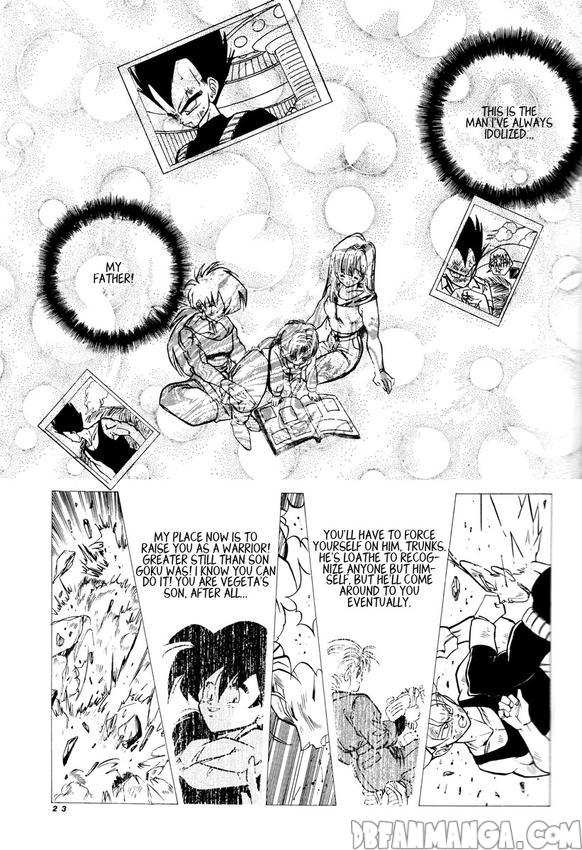 THIS IS THE
MAN I'VE ALWAYS
IDOLIZED...
MY
FATHER!
YOU'LL HAVE TO FORCE
YOURSELF ON HIM, TRUNKS.
HE'S LOATHE TO RECOG-
NIZE ANYONE BUT HIM-
SELF. BUT HE'LL COME
AROUND TO YOU
EVENTUALLY.
MY PLACE NOW IS TO
RAISE YOU AS A WARRIOR!
GREATER STILL THAN SON
GOKU WAS! I KNOW YOU CAN
DO IT! YOU ARE VEGETA'S
SON, AFTER ALL...
23
DBFANMANGA.COM